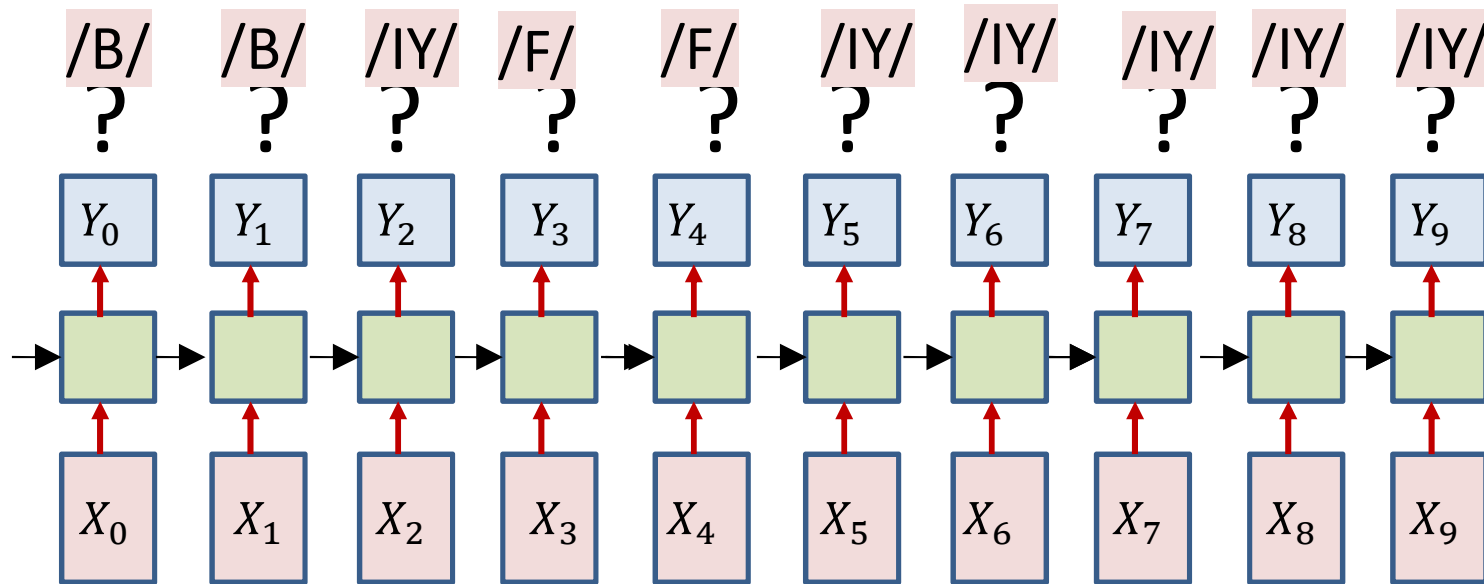 /B/ /B/ /IY/ /F/ /F/ /IY/ /IY/ /IY/ /IY/ /IY/
? ? ? ? ? ? ? ? ? ?
Y₀ Y₁ Y₂ Y₃ Y₄ Y₅ Y₆ Y₇ Y₈ Y₉
X₀ X₁ X₂ X₃ X₄ X₅ X₆ X₇ X₈ X₉